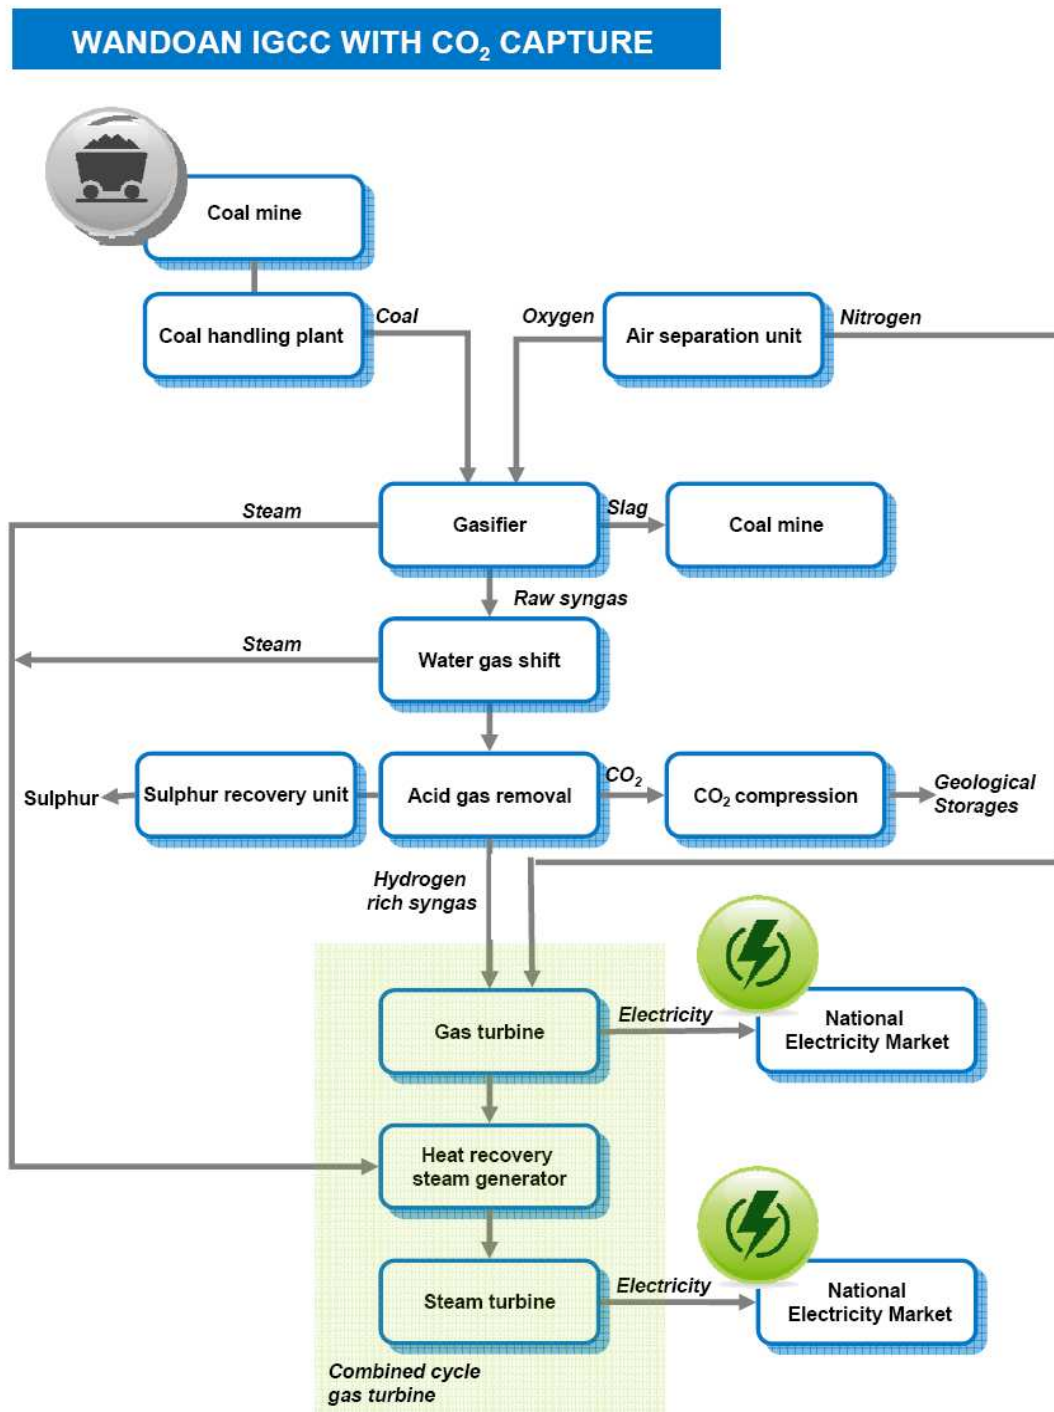 WANDOAN IGCC WITH CO₂ CAPTURE
Coal mine
Coal handling plant
Coal
Oxygen
Air separation unit
Nitrogen
Steam
Gasifier
Slag
Coal mine
Raw syngas
Steam
Water gas shift
Sulphur
Sulphur recovery unit
Acid gas removal
CO₂
CO₂ compression
Geological
Storages
Hydrogen
rich syngas
Gas turbine
Electricity
National
Electricity Market
Heat recovery
steam generator
Steam turbine
Electricity
National
Electricity Market
Combined cycle
gas turbine